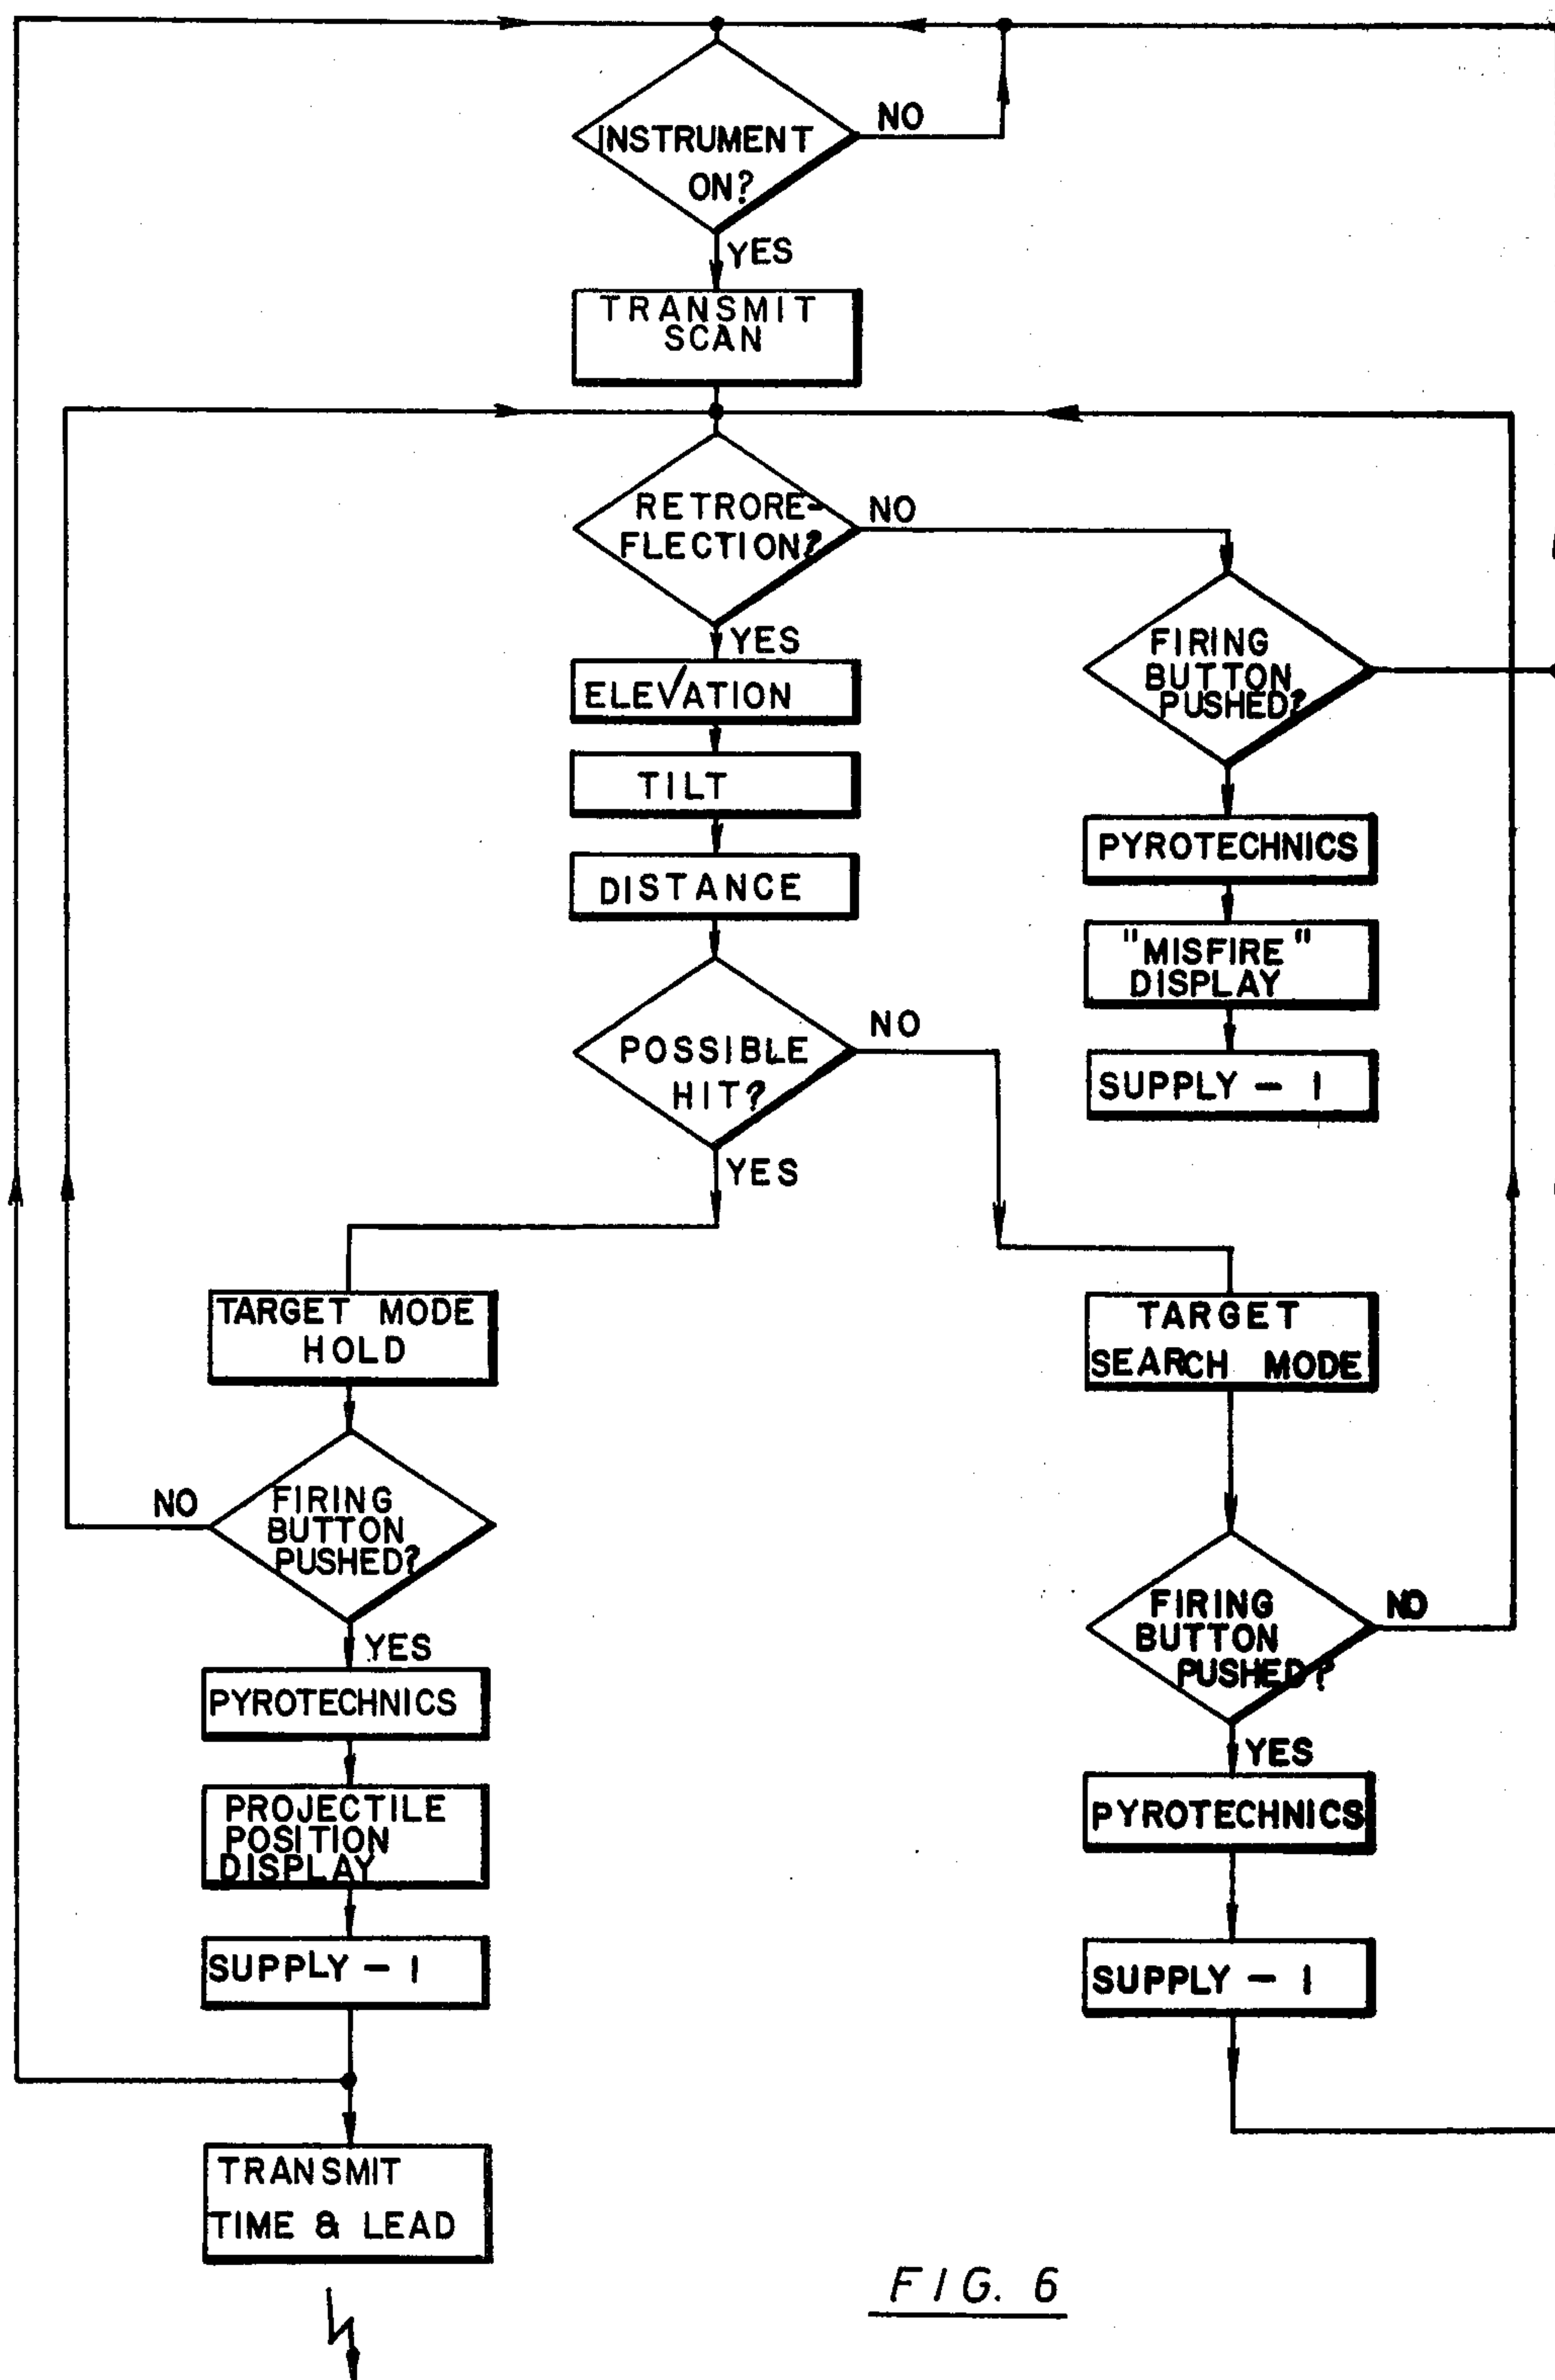 INSTRUMENT
ON?
NO
YES
TRANSMIT
SCAN
RETRORE-
FLECTION?
NO
YES
ELEVATION
TILT
DISTANCE
FIRING
BUTTON
PUSHED?
PYROTECHNICS
"MISFIRE"
DISPLAY
SUPPLY - 1
POSSIBLE
HIT?
NO
YES
TARGET MODE
HOLD
FIRING
BUTTON
PUSHED?
NO
YES
PYROTECHNICS
PROJECTILE
POSITION
DISPLAY
SUPPLY - 1
TRANSMIT
TIME & LEAD
TARGET
SEARCH MODE
FIRING
BUTTON
PUSHED?
NO
YES
PYROTECHNICS
SUPPLY - 1
FIG. 6